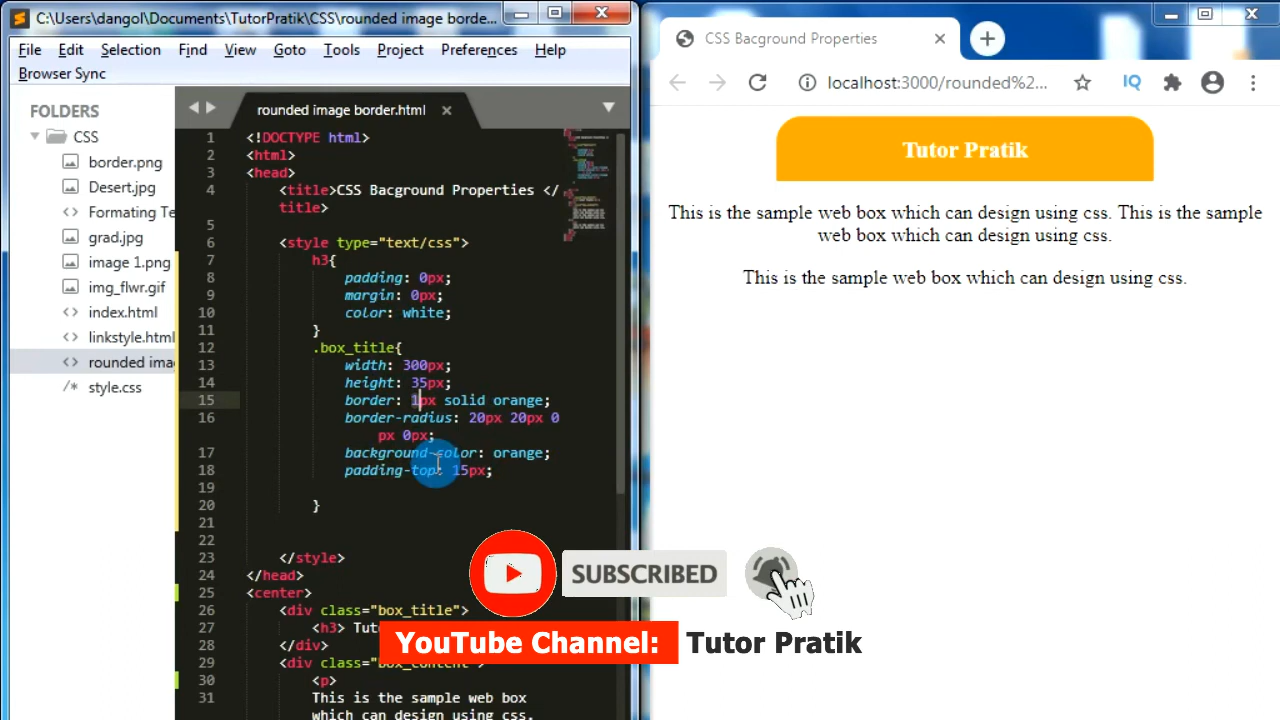 C:\Users\dangol\Documents\TutorPratik\CSS\rounded image borde...
File Edit Selection Find View Goto Tools Project Preferences Help
Browser Sync
FOLDERS
CSS
border.png
Desert.jpg
Formating Te
grad.jpg
image 1.png
img_flwr.gif
index.html
linkstyle.html
rounded ima
/* style.css
rounded image border.html
1 <!DOCTYPE html>
2 <html>
3 <head>
4 <title>CSS Bacground Properties </
title>
5
6 <style type="text/css">
7 h3{
8 padding: 0px;
9 margin: 0px;
10 color: white;
11 }
12 .box_title{
13 width: 300px;
14 height: 35px;
15 border: 1px solid orange;
16 border-radius: 20px 20px 0
px 0px;
17 background-color: orange;
18 padding-top: 15px;
19
20 }
21
22
23 </style>
24 </head>
25 <center>
26 <div class="box_title">
27 <h3> Tu
28 </div>
29 <div class="box_content">
30 <p>
31 This is the sample web box
which can design using css.
CSS Bacground Properties
localhost:3000/rounded%2...
IQ
Tutor Pratik
This is the sample web box which can design using css. This is the sample
web box which can design using css.
This is the sample web box which can design using css.
SUBSCRIBED
YouTube Channel: Tutor Pratik